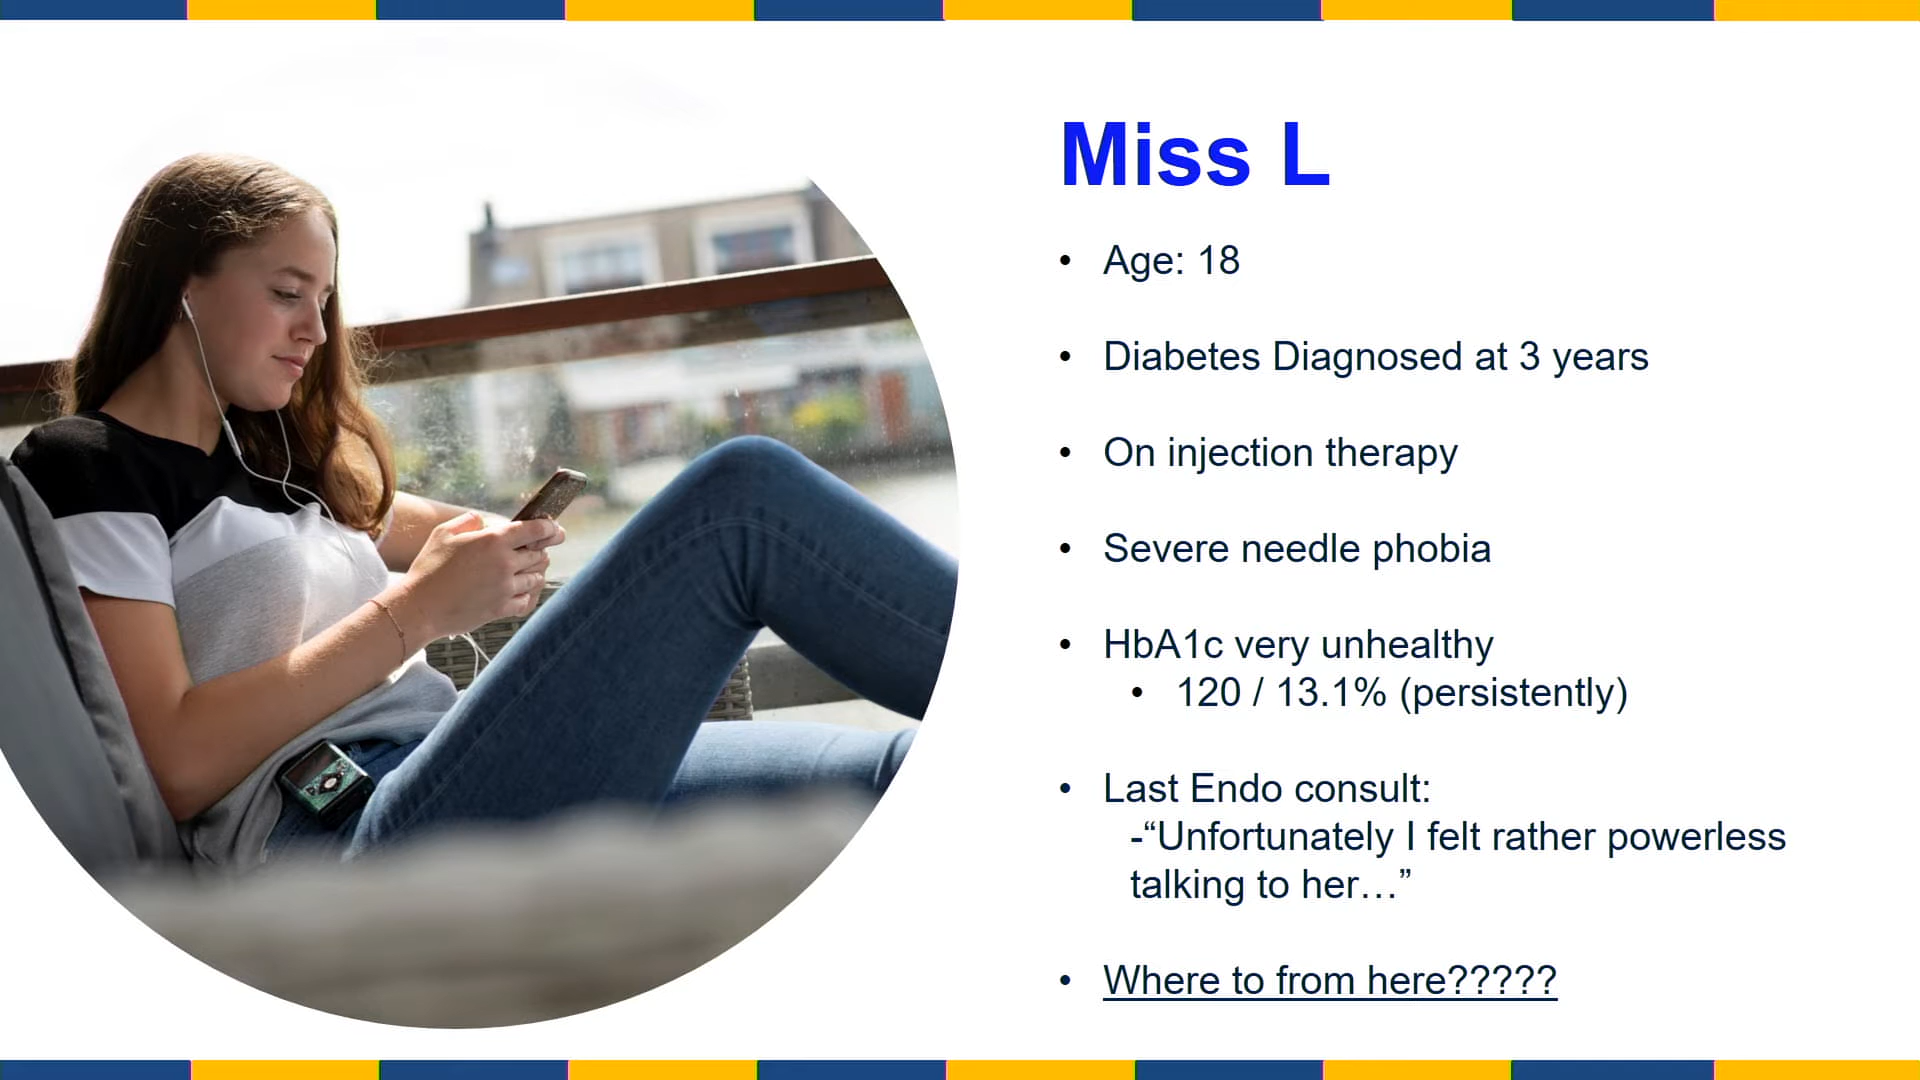 Miss L
• Age: 18
• Diabetes Diagnosed at 3 years
• On injection therapy
• Severe needle phobia
• HbA1c very unhealthy
• 120 / 13.1% (persistently)
• Last Endo consult:
-“Unfortunately I felt rather powerless
talking to her…”
• Where to from here?????